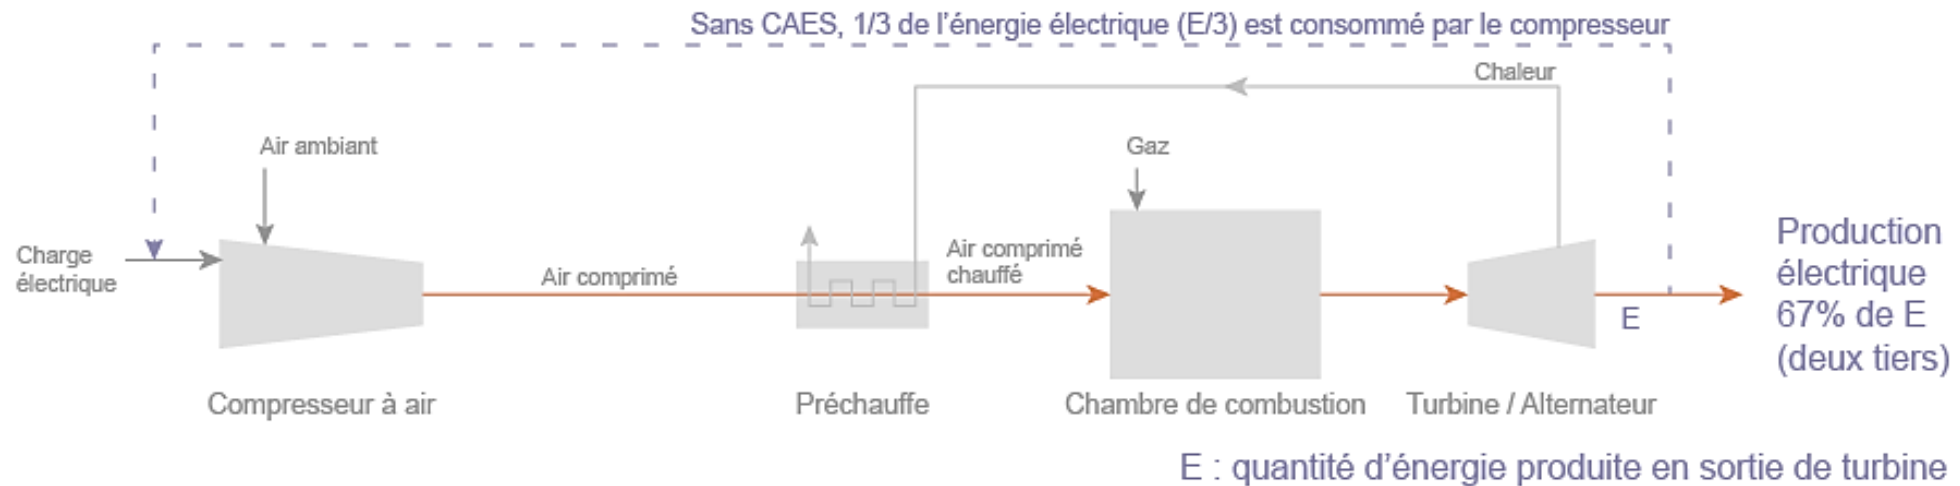 Sans CAES, 1/3 de l'énergie électrique (E/3) est consommé par le compresseur
Chaleur
Air ambiant
Gaz
Charge
électrique
Air comprimé
Air comprimé
chauffé
E
Production
électrique
67% de E
(deux tiers)
Compresseur à air
Préchauffe
Chambre de combustion
Turbine / Alternateur
E : quantité d'énergie produite en sortie de turbine